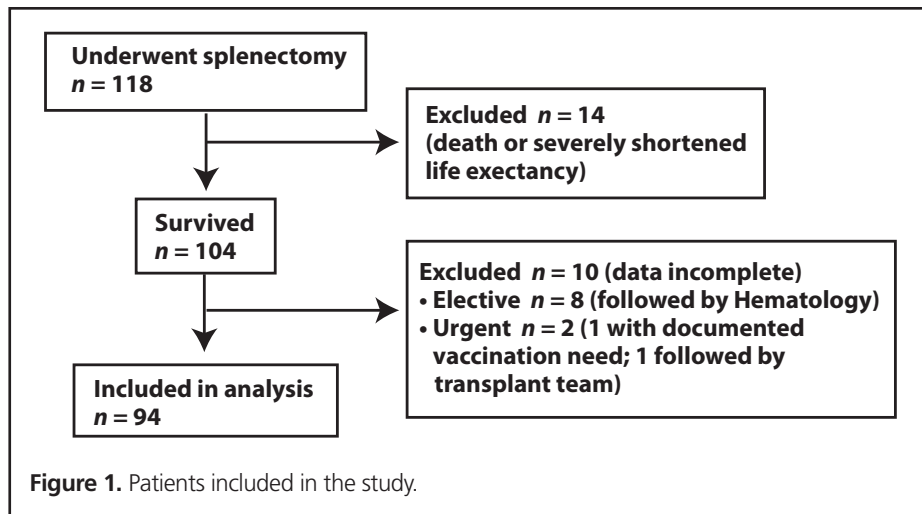 Underwent splenectomy
n = 118
Excluded n = 14
(death or severely shortened
life exectancy)
Survived
n = 104
Excluded n = 10 (data incomplete)
• Elective n = 8 (followed by Hematology)
• Urgent n = 2 (1 with documented
vaccination need; 1 followed by
transplant team)
Included in analysis
n = 94
Figure 1. Patients included in the study.